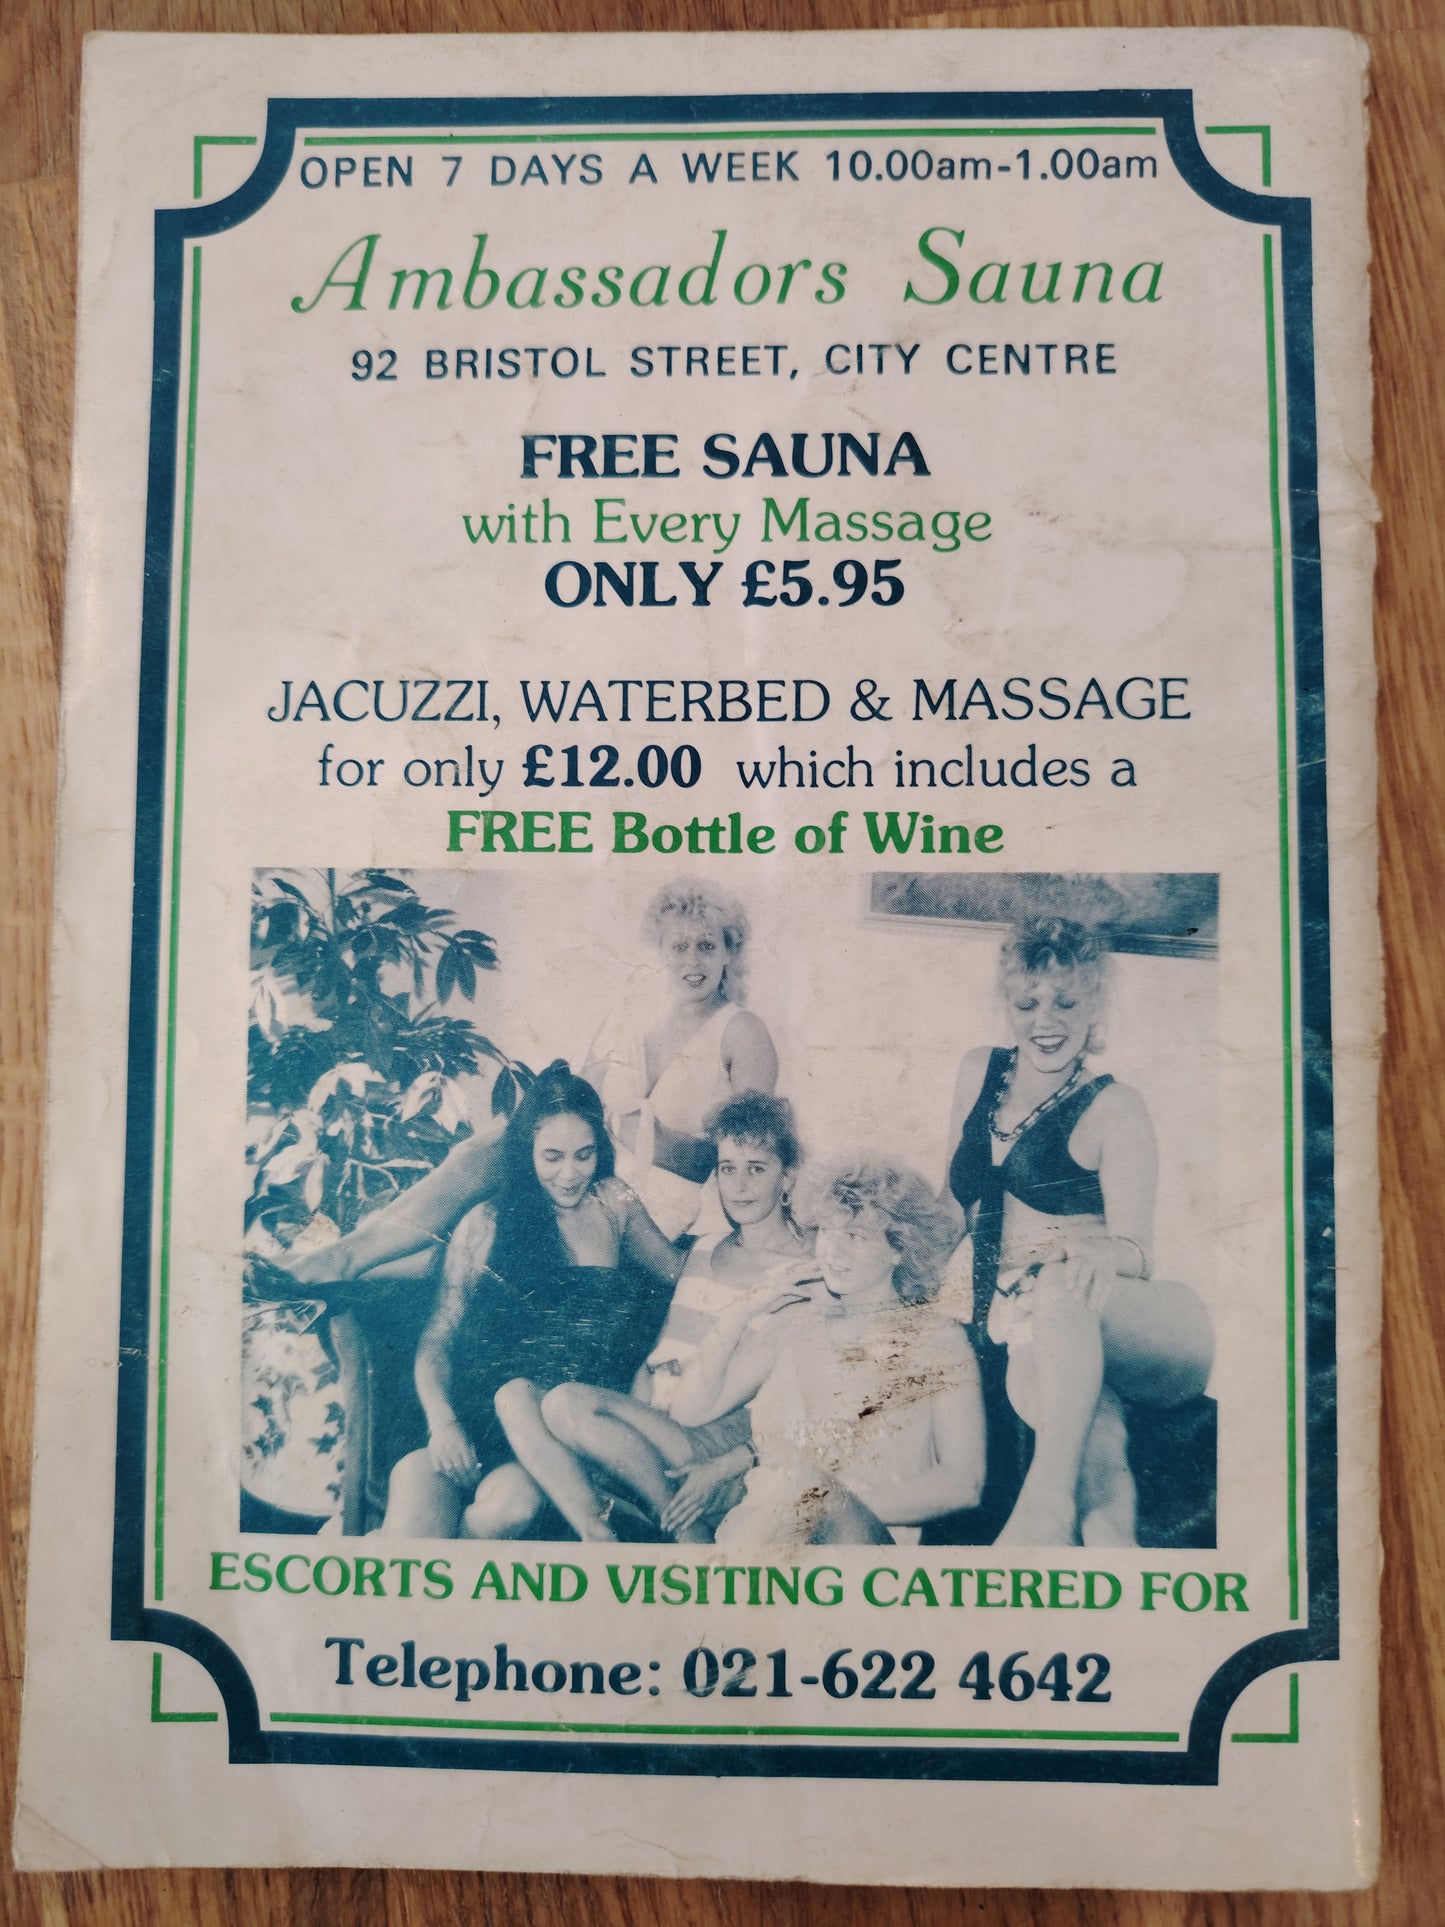 OPEN 7 DAYS A WEEK 10.00am-1.00am
Ambassadors Sauna
92 BRISTOL STREET, CITY CENTRE
FREE SAUNA
with Every Massage
ONLY £5.95
JACUZZI, WATERBED & MASSAGE
for only £12.00 which includes a
FREE Bottle of Wine
ESCORTS AND VISITING CATERED FOR
Telephone: 021-622 4642